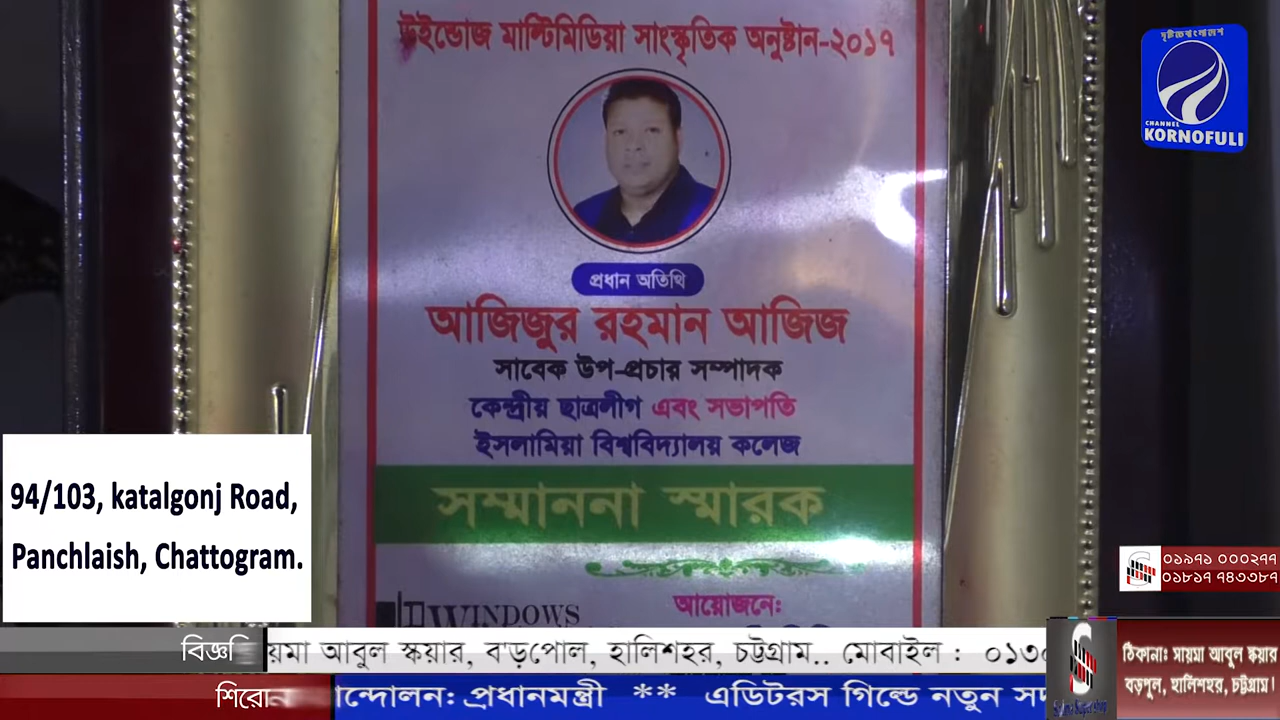 উইন্ডোজ মাল্টিমিডিয়া সাংস্কৃতিক অনুষ্টান-২০১৭
দৃষ্টিতে বাংলাদেশ
CHANNEL
KORNOFULI
প্রধান অতিথি
আজিজুর রহমান আজিজ
সাবেক উপ-প্রচার সম্পাদক
কেন্দ্রীয় ছাত্রলীগ এবং সভাপতি
ইসলামিয়া বিশ্ববিদ্যালয় কলেজ
সম্মাননা স্মারক
94/103, katalgonj Road,
Panchlaish, Chattogram.
আয়োজনে:
WINDOWS
০১৯৭১ ০০০২৭৭
০১৮১৭ ৭৪৩৩৮৭
বিজ্ঞ
য়মা আবুল স্কয়ার, ব'ড়পোল, হালিশহর, চট্টগ্রাম.. মোবাইল : ০১৩০
ঠিকানাঃ সায়মা আবুল স্কয়ার
বড়পুল, হালিশহর, চট্টগ্রাম।
শিরোন
ন্দোলন: প্রধানমন্ত্রী ** এডিটরস গিল্ডে নতুন সদ